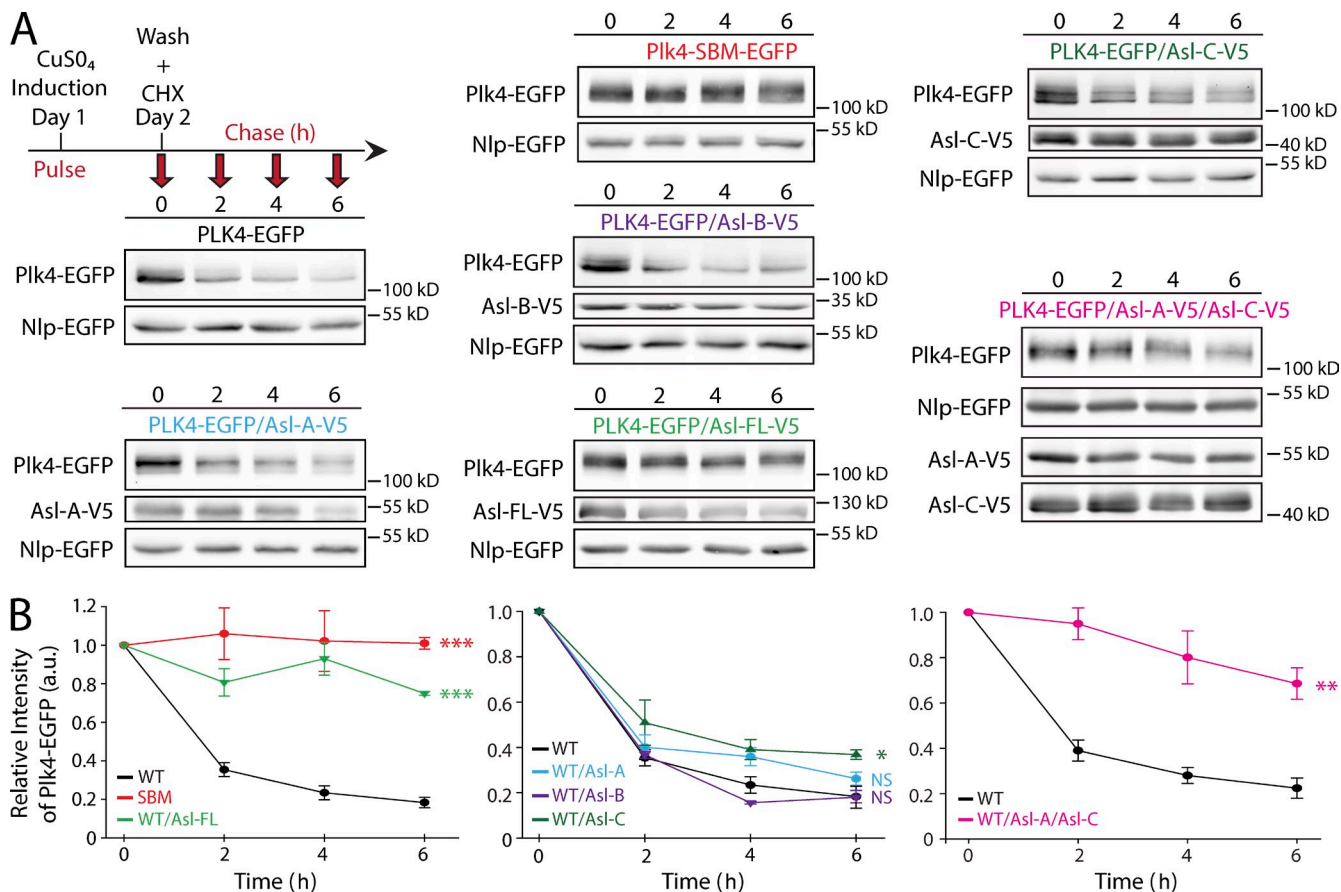 A
CuSO4
Induction
Day 1
Wash
+
CHX
Day 2
Chase (h)
Pulse
0 2 4 6
PLK4-EGFP
Plk4-EGFP
100 kD
55 kD
Nlp-EGFP
0 2 4 6
PLK4-EGFP/Asl-A-V5
Plk4-EGFP
100 kD
Asl-A-V5
55 kD
55 kD
Nlp-EGFP
0 2 4 6
Plk4-SBM-EGFP
Plk4-EGFP
100 kD
55 kD
Nlp-EGFP
0 2 4 6
PLK4-EGFP/Asl-B-V5
Plk4-EGFP
100 kD
Asl-B-V5
35 kD
55 kD
Nlp-EGFP
0 2 4 6
PLK4-EGFP/Asl-FL-V5
Plk4-EGFP
100 kD
130 kD
Asl-FL-V5
55 kD
Nlp-EGFP
0 2 4 6
PLK4-EGFP/Asl-C-V5
Plk4-EGFP
100 kD
Asl-C-V5
40 kD
55 kD
Nlp-EGFP
0 2 4 6
PLK4-EGFP/Asl-A-V5/Asl-C-V5
Plk4-EGFP
100 kD
55 kD
Nlp-EGFP
Asl-A-V5
55 kD
Asl-C-V5
40 kD
B
Relative Intensity
of Plk4-EGFP (a.u.)
1.2
1.0
0.8
0.6
0.4
0.2
0
***
***
WT
SBM
WT/Asl-FL
0 2 4 6
Time (h)
1.0
0.8
0.6
0.4
0.2
0
*
NS
NS
WT
WT/Asl-A
WT/Asl-B
WT/Asl-C
0 2 4 6
Time (h)
1.0
0.8
0.6
0.4
0.2
0
**
WT
WT/Asl-A/Asl-C
0 2 4 6
Time (h)